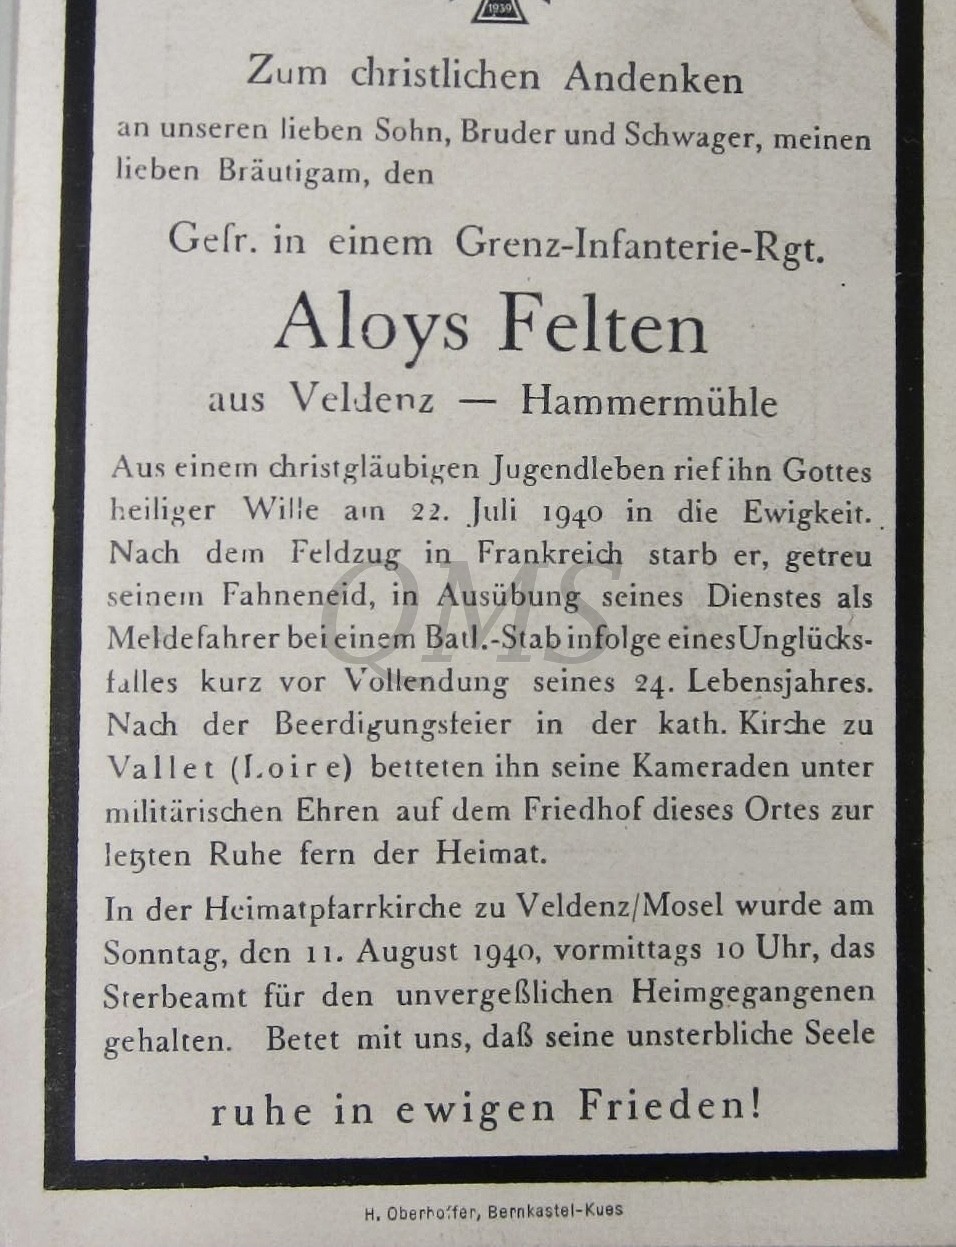 1939
Zum christlichen Andenken
an unseren lieben Sohn, Bruder und Schwager, meinen
lieben Bräutigam, den
Gefr. in einem Grenz-Infanterie-Rgt.
Aloys Felten
aus Veldenz — Hammermühle
Aus einem christgläubigen Jugendleben rief ihn Gottes
heiliger Wille am 22. Juli 1940 in die Ewigkeit.
Nach dem Feldzug in Frankreich starb er, getreu
seinem Fahneneid, in Ausübung seines Dienstes als
Meldefahrer bei einem Batl.-Stab infolge eines Unglücks-
falles kurz vor Vollendung seines 24. Lebensjahres.
Nach der Beerdigungsfeier in der kath. Kirche zu
Vallet (Loire) betteten ihn seine Kameraden unter
militärischen Ehren auf dem Friedhof dieses Ortes zur
letzten Ruhe fern der Heimat.
In der Heimatpfarrkirche zu Veldenz/Mosel wurde am
Sonntag, den 11. August 1940, vormittags 10 Uhr, das
Sterbeamt für den unvergeßlichen Heimgegangenen
gehalten. Betet mit uns, daß seine unsterbliche Seele
ruhe in ewigen Frieden!
H. Oberhoffer, Bernkastel-Kues
QMS